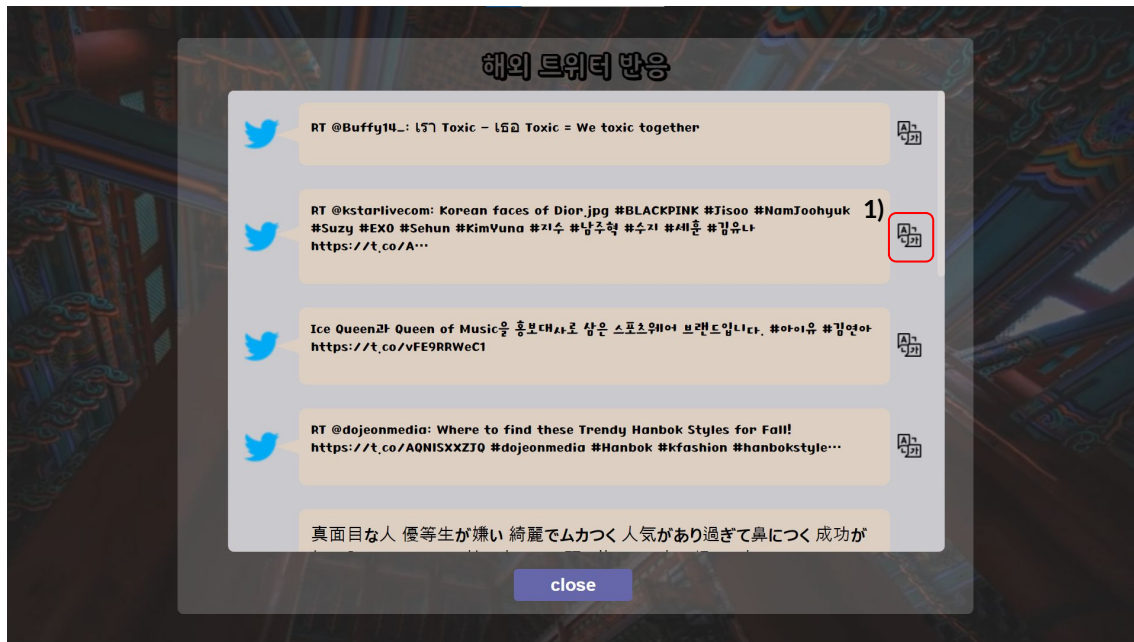 해외 트위터 반응
RT @Buffy14_: เรา Toxic - เธอ Toxic = We toxic together
RT @kstarlivecom: Korean faces of Dior.jpg #BLACKPINK #Jisoo #NamJoohyuk
#Suzy #EXO #Sehun #KimYuna #지수 #남주혁 #수지 #세훈 #김유나
https://t.co/A…
1)
Ice Queen과 Queen of Music을 홍보대사로 삼은 스포츠웨어 브랜드입니다. #아이유 #김연아
https://t.co/vFE9RRWeC1
RT @dojeonmedia: Where to find these Trendy Hanbok Styles for Fall!
https://t.co/AQNISXXZJQ #dojeonmedia #Hanbok #kfashion #hanbokstyle…
真面目な人 優等生が嫌い 綺麗でムカつく 人気があり過ぎて鼻につく 成功が
close